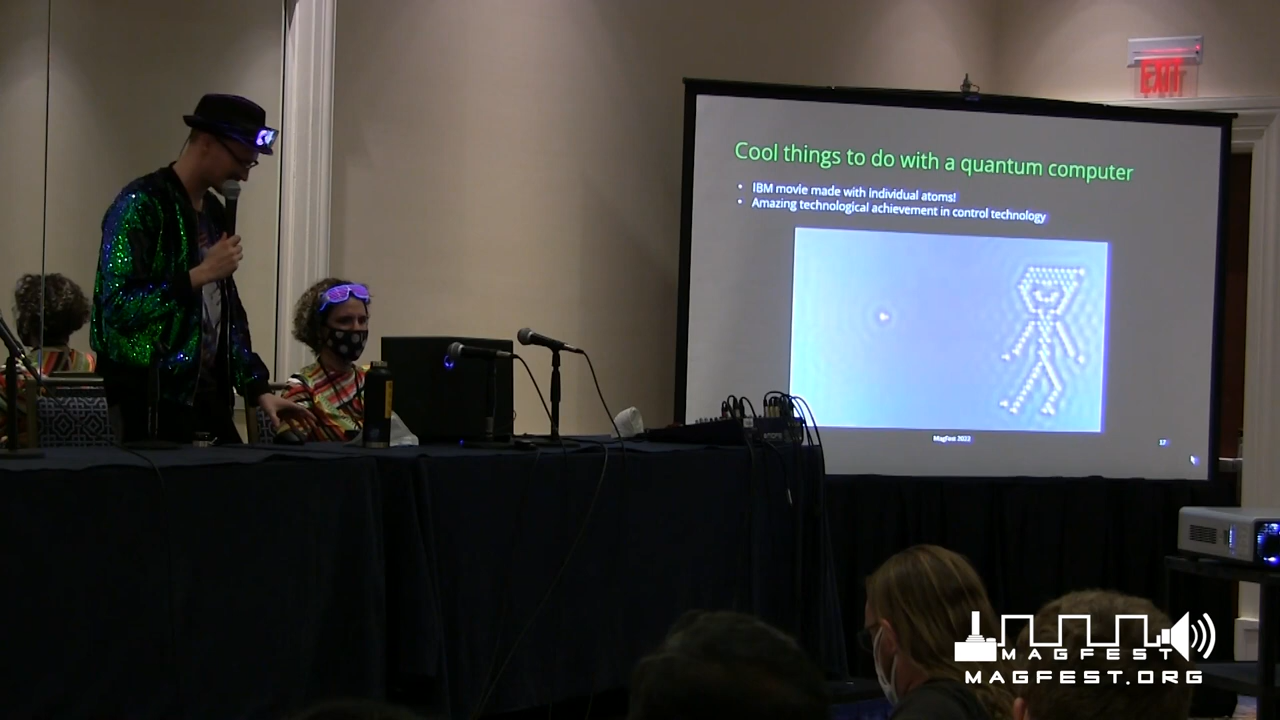 EXIT
Cool things to do with a quantum computer
• IBM movie made with individual atoms!
• Amazing technological achievement in control technology
MagFest 2022
17
MAGFEST
MAGFEST.ORG